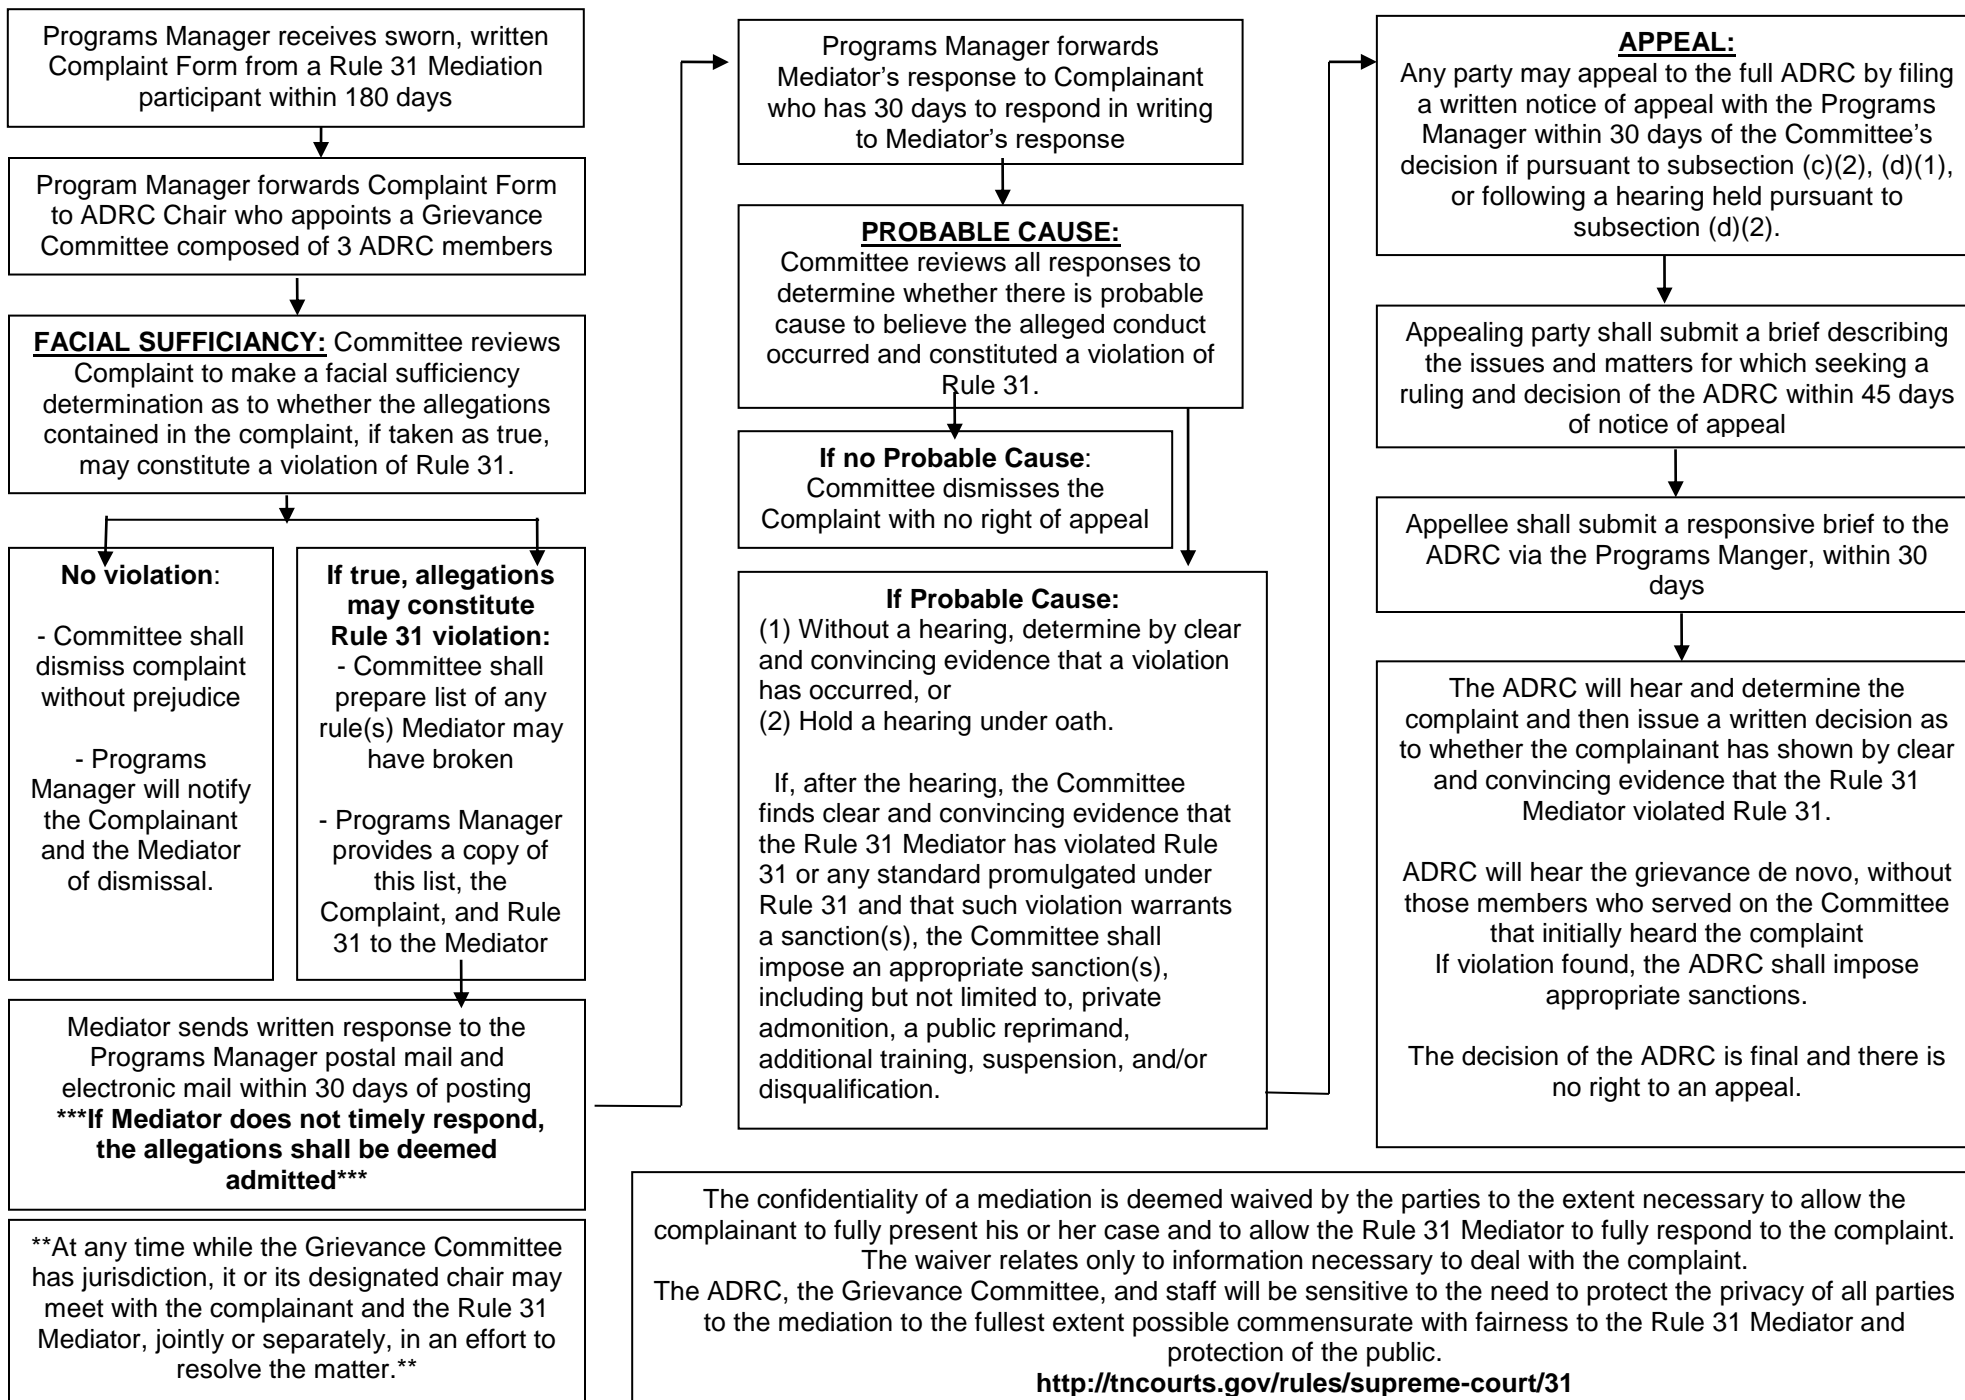 Programs Manager receives sworn, written
Complaint Form from a Rule 31 Mediation
participant within 180 days
Program Manager forwards Complaint Form
to ADRC Chair who appoints a Grievance
Committee composed of 3 ADRC members
FACIAL SUFFICIANCY: Committee reviews
Complaint to make a facial sufficiency
determination as to whether the allegations
contained in the complaint, if taken as true,
may constitute a violation of Rule 31.
No violation:
- Committee shall
dismiss complaint
without prejudice
- Programs
Manager will notify
the Complainant
and the Mediator
of dismissal.
If true, allegations
may constitute
Rule 31 violation:
- Committee shall
prepare list of any
rule(s) Mediator may
have broken
- Programs Manager
provides a copy of
this list, the
Complaint, and Rule
31 to the Mediator
Mediator sends written response to the
Programs Manager postal mail and
electronic mail within 30 days of posting
***If Mediator does not timely respond,
the allegations shall be deemed
admitted***
**At any time while the Grievance Committee
has jurisdiction, it or its designated chair may
meet with the complainant and the Rule 31
Mediator, jointly or separately, in an effort to
resolve the matter.**
Programs Manager forwards
Mediator's response to Complainant
who has 30 days to respond in writing
to Mediator's response
PROBABLE CAUSE:
Committee reviews all responses to
determine whether there is probable
cause to believe the alleged conduct
occurred and constituted a violation of
Rule 31.
If no Probable Cause:
Committee dismisses the
Complaint with no right of appeal
If Probable Cause:
(1) Without a hearing, determine by clear
and convincing evidence that a violation
has occurred, or
(2) Hold a hearing under oath.
If, after the hearing, the Committee
finds clear and convincing evidence that
the Rule 31 Mediator has violated Rule
31 or any standard promulgated under
Rule 31 and that such violation warrants
a sanction(s), the Committee shall
impose an appropriate sanction(s),
including but not limited to, private
admonition, a public reprimand,
additional training, suspension, and/or
disqualification.
APPEAL:
Any party may appeal to the full ADRC by filing
a written notice of appeal with the Programs
Manager within 30 days of the Committee's
decision if pursuant to subsection (c)(2), (d)(1),
or following a hearing held pursuant to
subsection (d)(2).
Appealing party shall submit a brief describing
the issues and matters for which seeking a
ruling and decision of the ADRC within 45 days
of notice of appeal
Appellee shall submit a responsive brief to the
ADRC via the Programs Manger, within 30
days
The ADRC will hear and determine the
complaint and then issue a written decision as
to whether the complainant has shown by clear
and convincing evidence that the Rule 31
Mediator violated Rule 31.
ADRC will hear the grievance de novo, without
those members who served on the Committee
that initially heard the complaint
If violation found, the ADRC shall impose
appropriate sanctions.
The decision of the ADRC is final and there is
no right to an appeal.
The confidentiality of a mediation is deemed waived by the parties to the extent necessary to allow the
complainant to fully present his or her case and to allow the Rule 31 Mediator to fully respond to the complaint.
The waiver relates only to information necessary to deal with the complaint.
The ADRC, the Grievance Committee, and staff will be sensitive to the need to protect the privacy of all parties
to the mediation to the fullest extent possible commensurate with fairness to the Rule 31 Mediator and
protection of the public.
http://tncourts.gov/rules/supreme-court/31